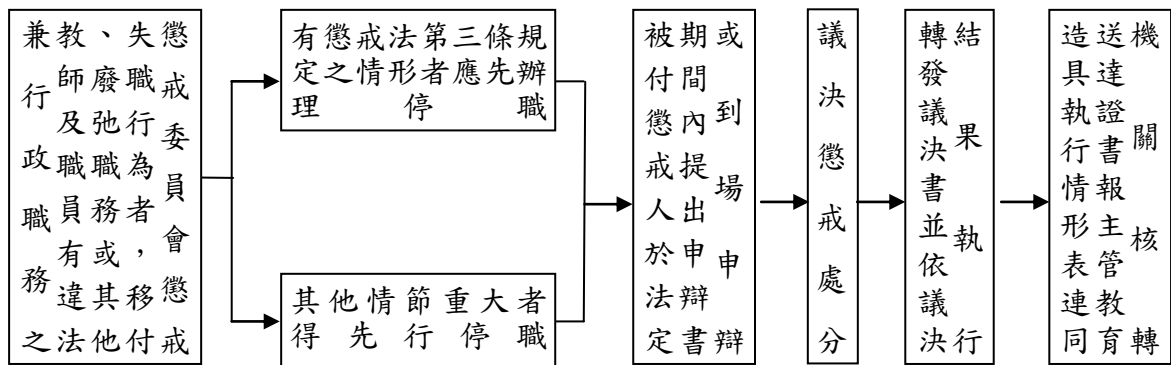 兼行政職務之
教師及職員有違法
、廢弛職務或其他
失職行為者，移付
懲戒委員會懲戒
有懲戒法第三條規
定之情形者應先辦
理停職
其他情節重大者
得先行停職
被付懲戒人於法定
期間內提出申辯書
或到場申辯
議決懲戒處分
轉發議決書並依議決
結果執行
造具執行情形表連同
送達證書報主管教育
機關核轉